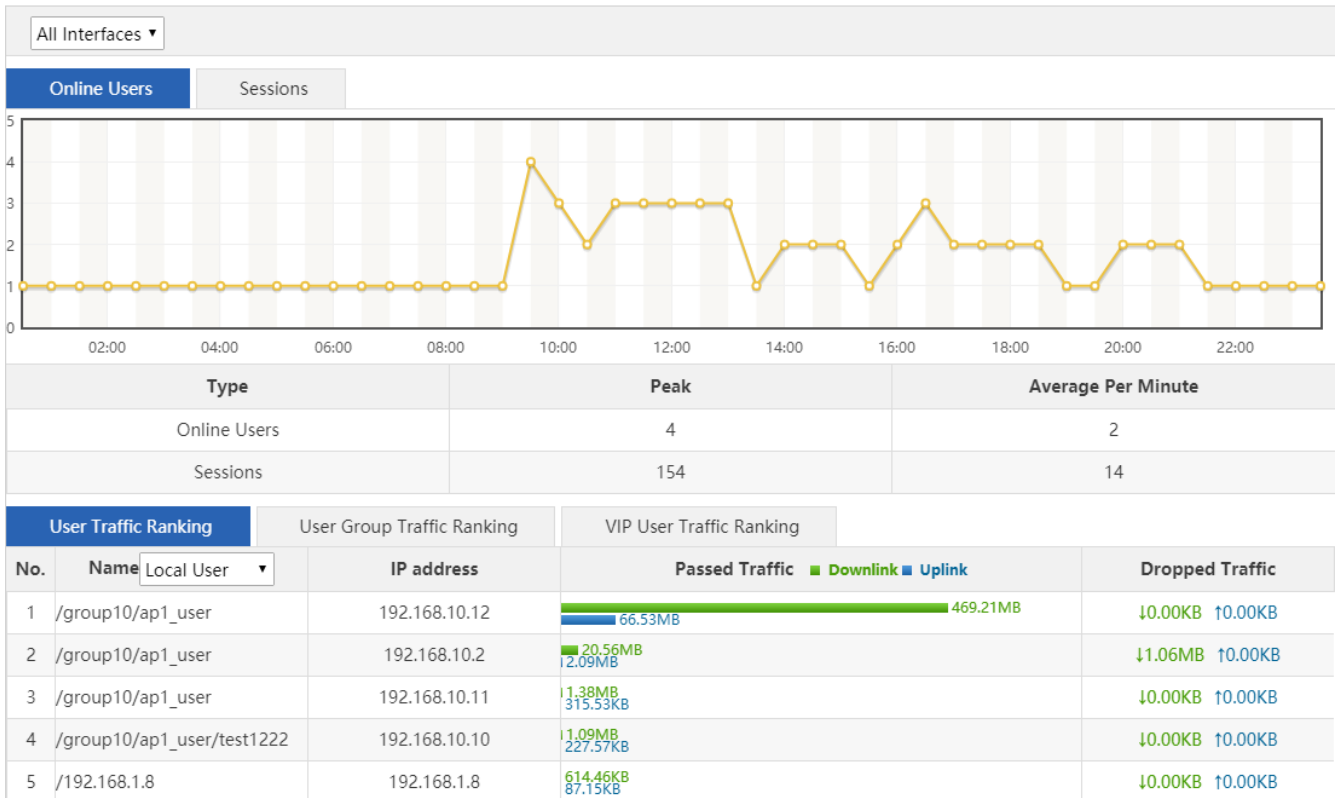 All Interfaces ▼
Online Users Sessions
5
4
3
2
1
0
02:00 04:00 06:00 08:00 10:00 12:00 14:00 16:00 18:00 20:00 22:00
Type Peak Average Per Minute
Online Users 4 2
Sessions 154 14
User Traffic Ranking User Group Traffic Ranking VIP User Traffic Ranking
No. Name Local User ▼ IP address Passed Traffic Downlink Uplink Dropped Traffic
1 /group10/ap1_user 192.168.10.12 469.21MB ↓0.00KB ↑0.00KB
66.53MB
2 /group10/ap1_user 192.168.10.2 20.56MB ↓1.06MB ↑0.00KB
2.09MB
3 /group10/ap1_user 192.168.10.11 1.38MB ↓0.00KB ↑0.00KB
315.53KB
4 /group10/ap1_user/test1222 192.168.10.10 1.09MB ↓0.00KB ↑0.00KB
227.57KB
5 /192.168.1.8 192.168.1.8 614.46KB ↓0.00KB ↑0.00KB
87.15KB